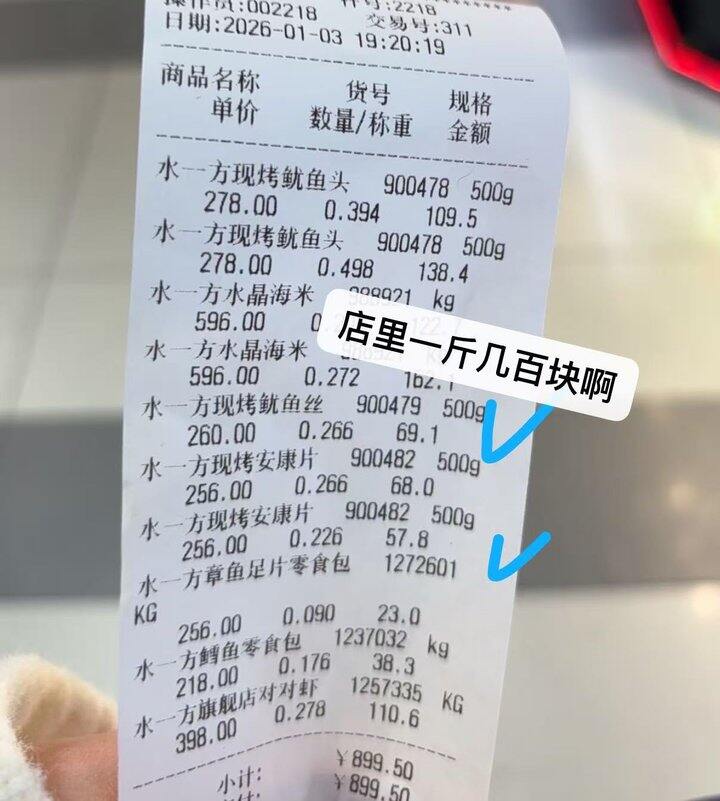 操作员:002218 2218
交易号:311
日期:2026-01-03 19:20:19
商品名称 货号 规格
单价 数量/称重 金额
水一方现烤鱿鱼头 900478 500g
278.00 0.394 109.5
水一方现烤鱿鱼头 900478 500g
278.00 0.498 138.4
水一方水晶海米 988921 kg
596.00
店里一斤几百块啊
水一方水晶海米
596.00 0.272 162.1
水一方现烤鱿鱼丝 900479 500g
260.00 0.266 69.1
水一方现烤安康片 900482 500g
256.00 0.266 68.0
水一方现烤安康片 900482 500g
256.00 0.226 57.8
水一方章鱼足片零食包 1272601
KG
256.00 0.090 23.0
水一方鳕鱼零食包 1237032 kg
218.00 0.176 38.3
水一方旗舰店对对虾 1257335 KG
398.00 0.278 110.6
小计: ￥899.50
￥899.50